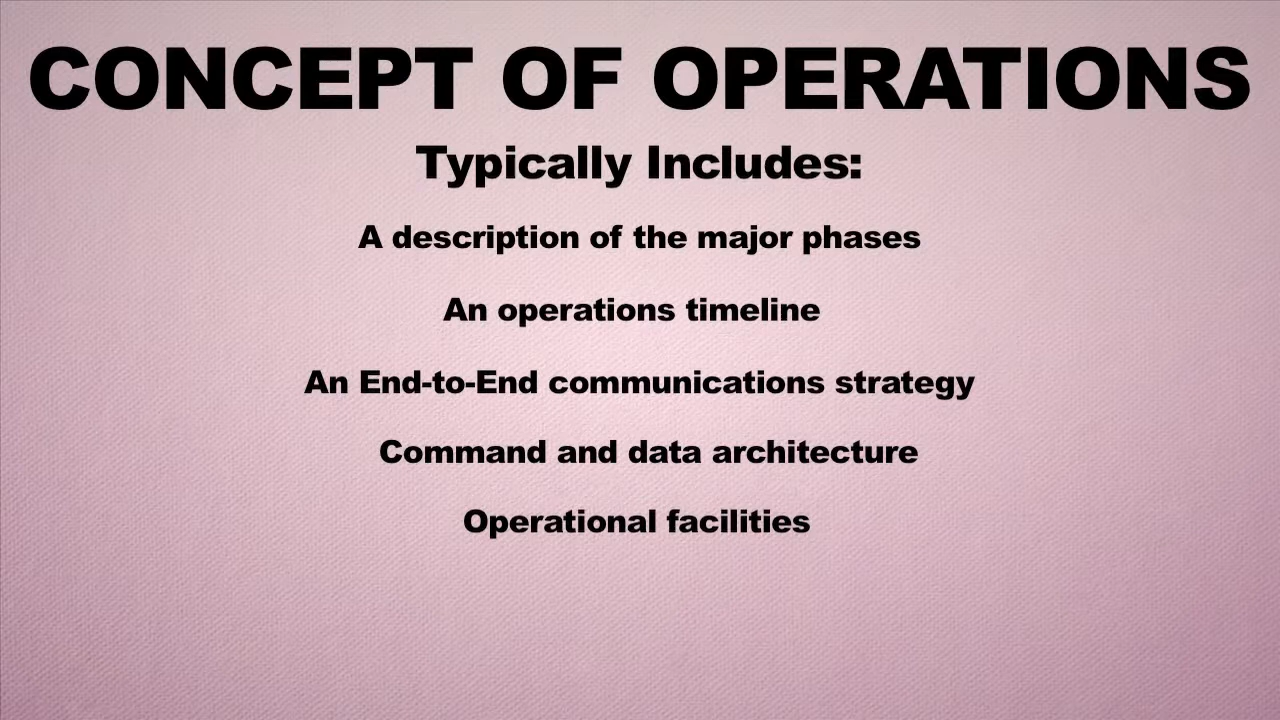 CONCEPT OF OPERATIONS
Typically Includes:
A description of the major phases
An operations timeline
An End-to-End communications strategy
Command and data architecture
Operational facilities